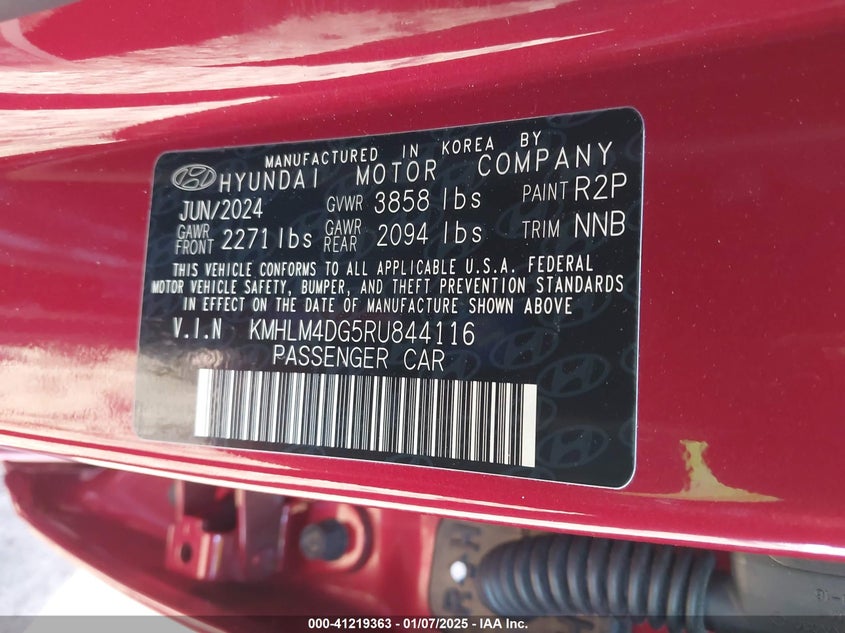 MANUFACTURED IN KOREA BY
HYUNDAI MOTOR COMPANY
JUN/2024 GVWR 3858 lbs PAINT R2P
GAWR FRONT 2271 lbs GAWR REAR 2094 lbs TRIM NNB
THIS VEHICLE CONFORMS TO ALL APPLICABLE U.S.A. FEDERAL
MOTOR VEHICLE SAFETY, BUMPER, AND THEFT PREVENTION STANDARDS
IN EFFECT ON THE DATE OF MANUFACTURE SHOWN ABOVE
V.I.N KMHLM4DG5RU844116
PASSENGER CAR
000-41219363 - 01/07/2025 - IAA Inc.